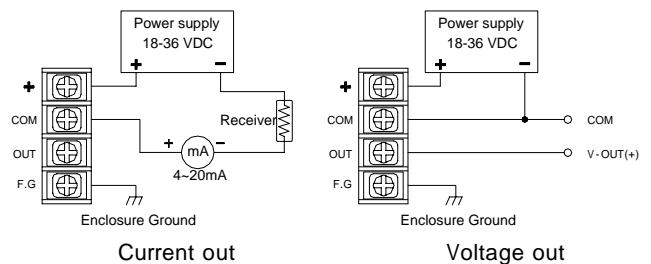 Power supply
18-36 VDC
+ −
+
COM
OUT
F.G
Receiver
+ mA −
4~20mA
Enclosure Ground
Current out
Power supply
18-36 VDC
+ −
+
COM
OUT
F.G
COM
V-OUT(+)
Enclosure Ground
Voltage out